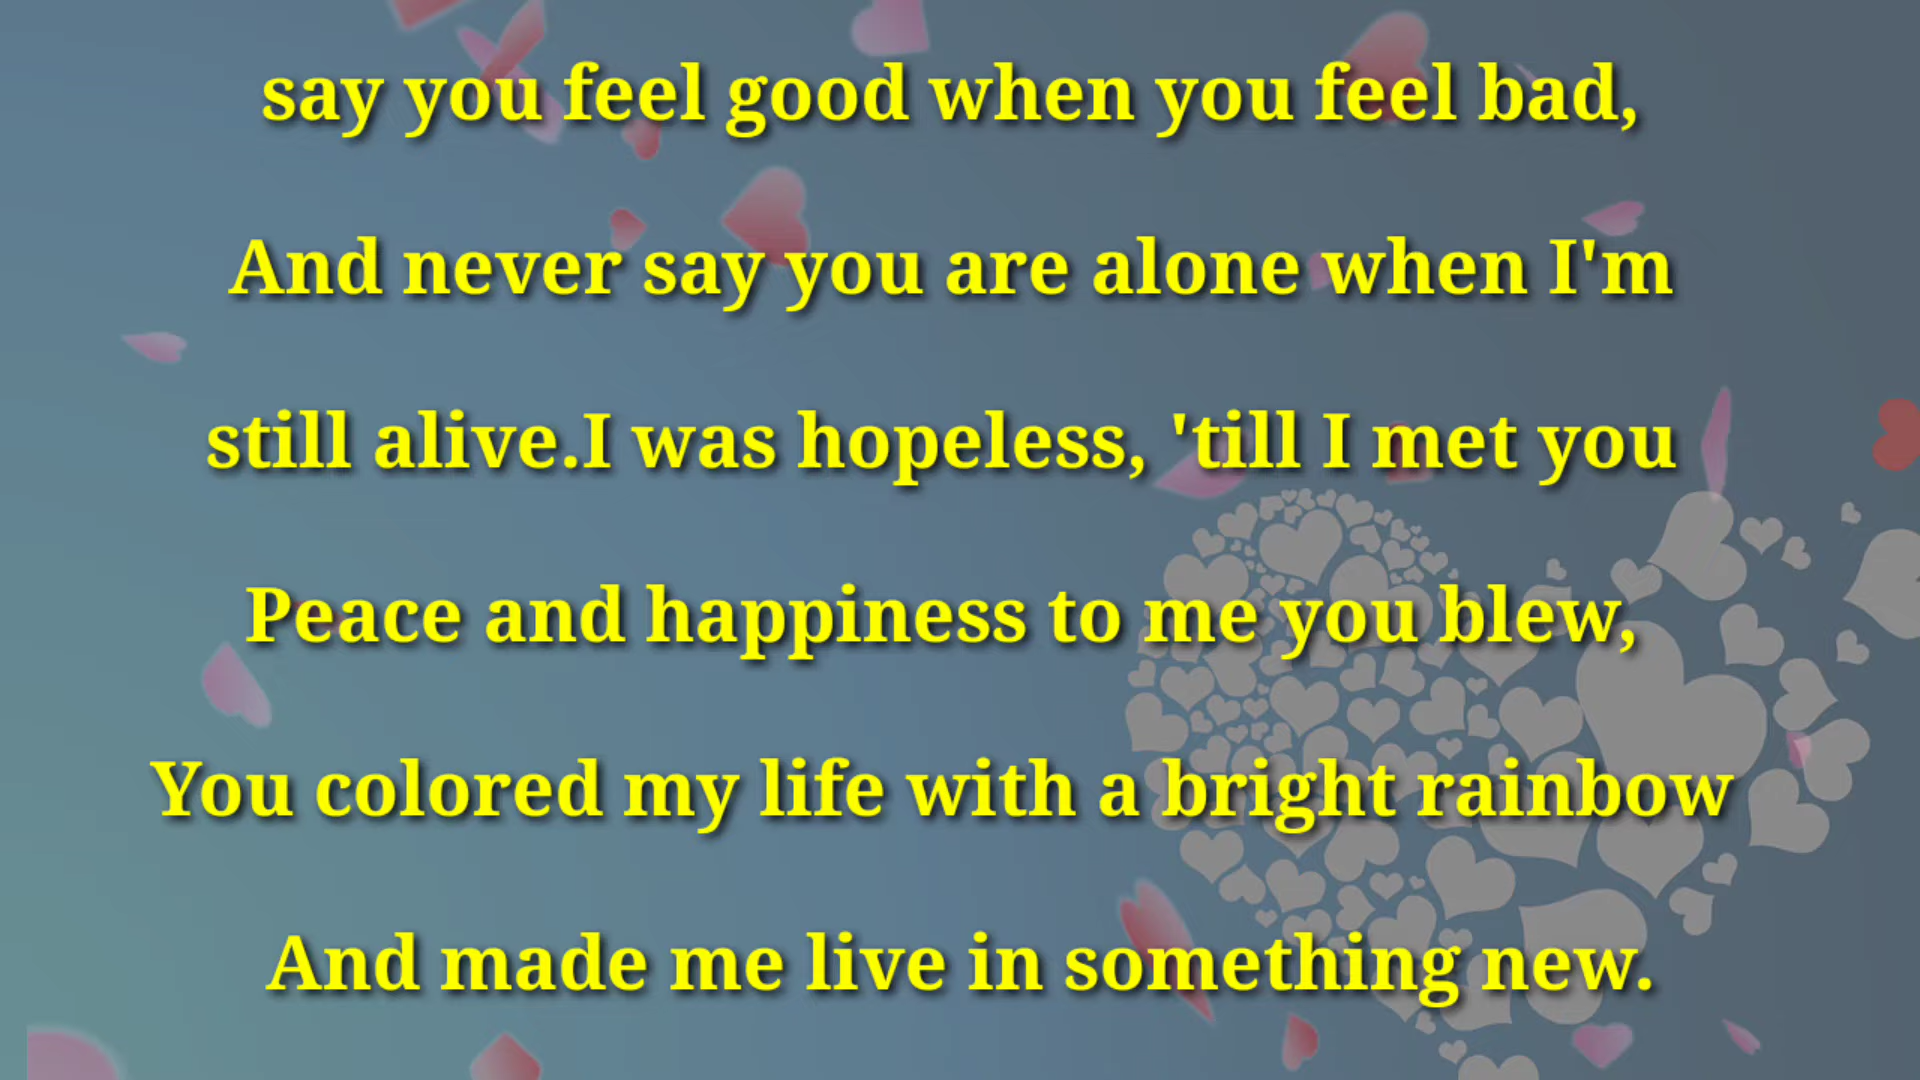 say you feel good when you feel bad,
And never say you are alone when I'm
still alive.I was hopeless, 'till I met you
Peace and happiness to me you blew,
You colored my life with a bright rainbow
And made me live in something new.